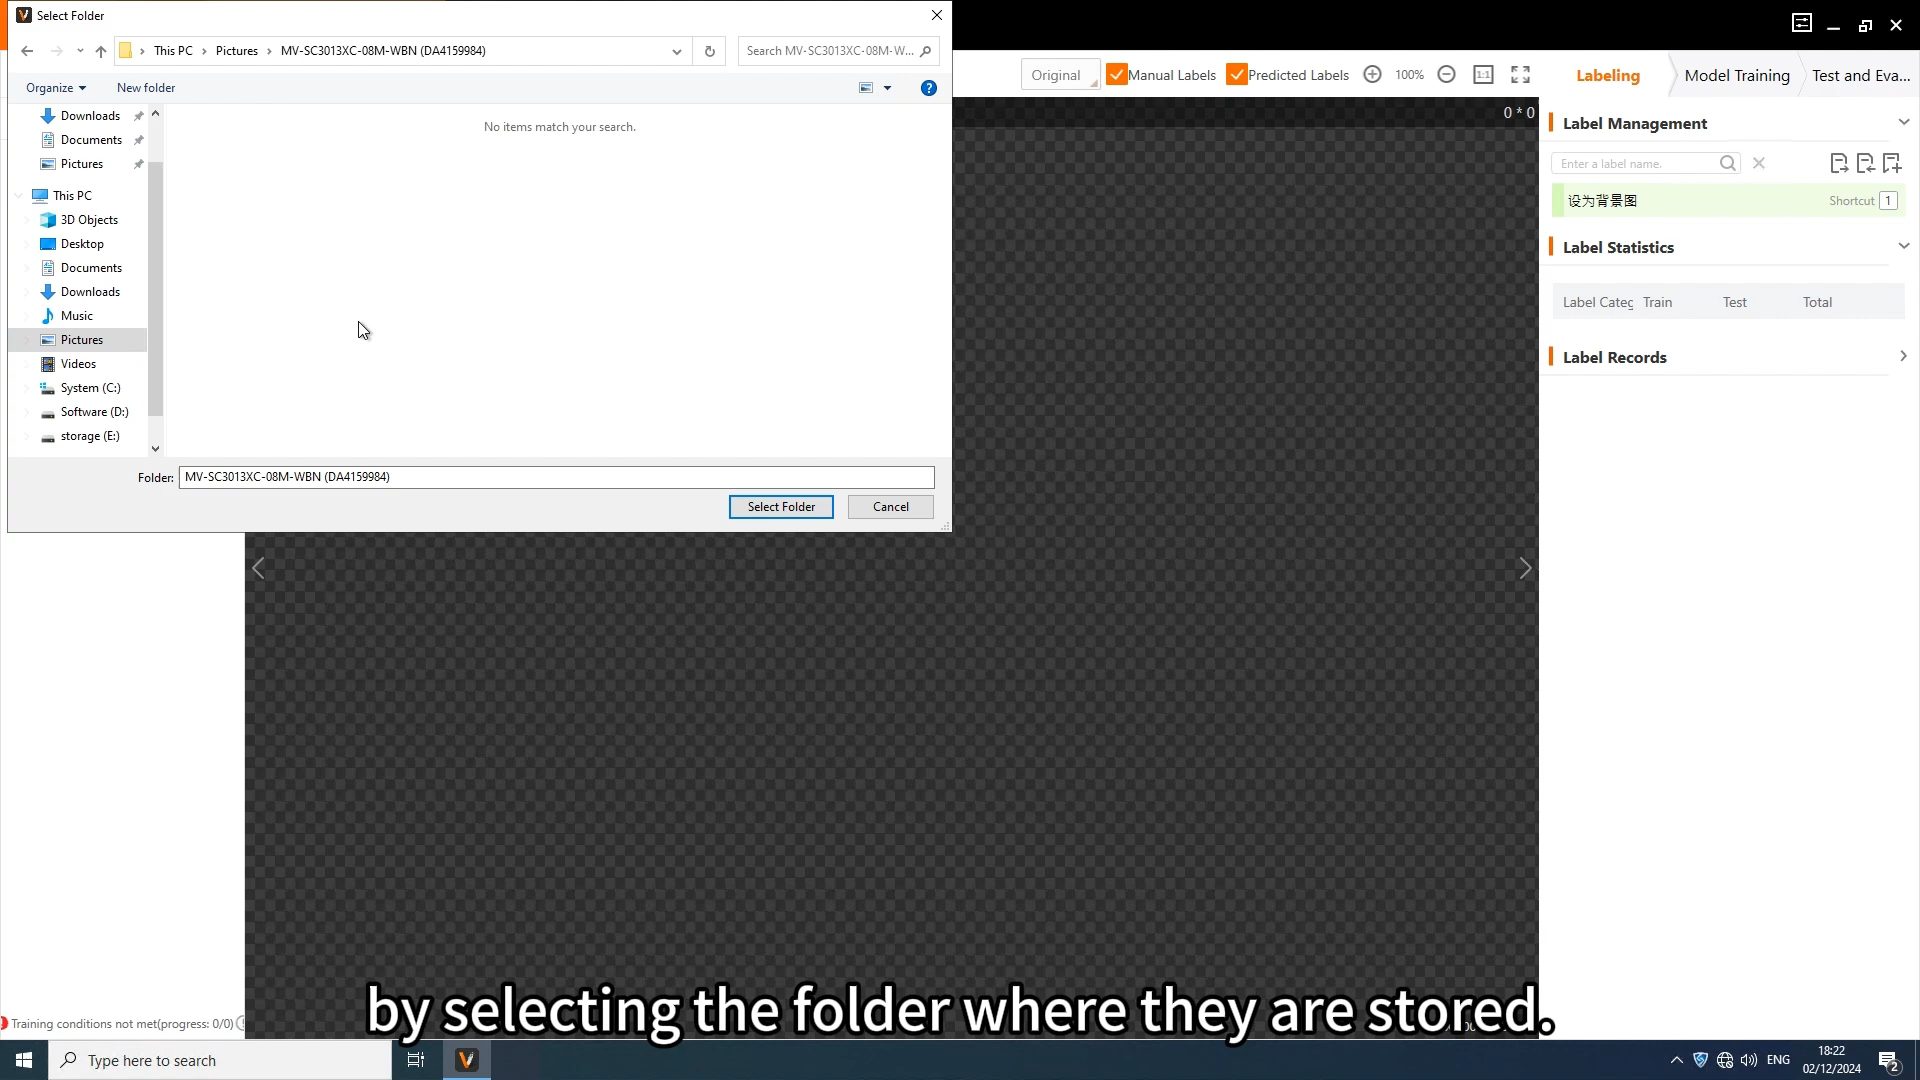 Select Folder
This PC
Pictures
MV-SC3013XC-08M-WBN (DA4159984)
Search MV-SC3013XC-08M-W...
Organize
New folder
Downloads
Documents
Pictures
This PC
3D Objects
Desktop
Documents
Downloads
Music
Pictures
Videos
System (C:)
Software (D:)
storage (E:)
No items match your search.
Folder:
MV-SC3013XC-08M-WBN (DA4159984)
Select Folder
Cancel
Original
Manual Labels
Predicted Labels
100%
1:1
Labeling
Model Training
Test and Eva...
0 * 0
Label Management
Enter a label name.
设为背景图
Shortcut
1
Label Statistics
Label Categ
Train
Test
Total
Label Records
Training conditions not met(progress: 0/0)
by selecting the folder where they are stored.
Type here to search
ENG
18:22
02/12/2024
2